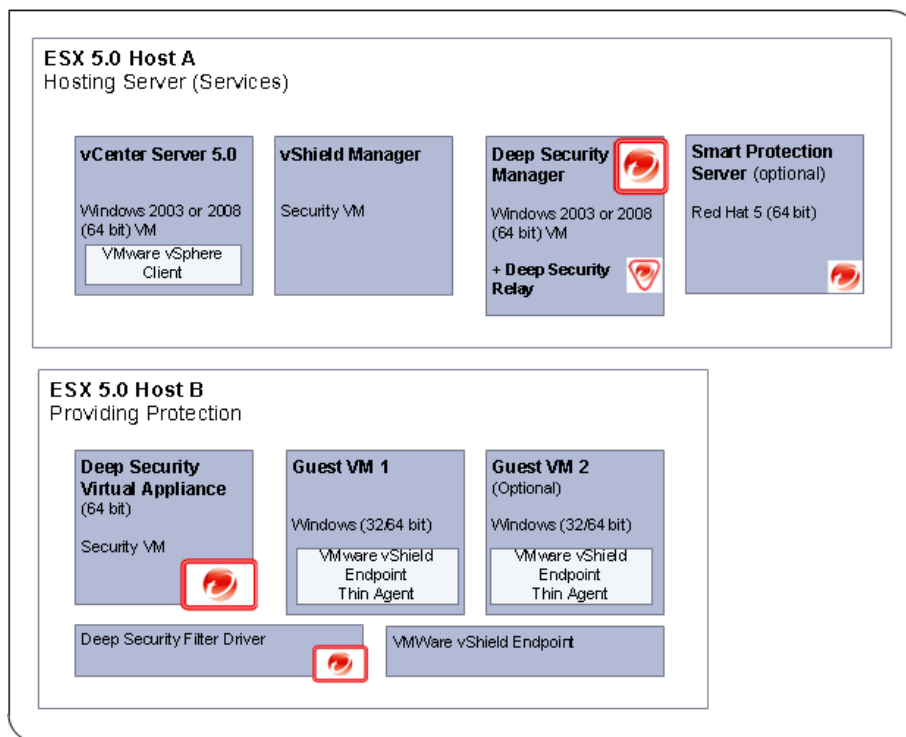 ESX 5.0 Host A
Hosting Server (Services)
vCenter Server 5.0
Windows 2003 or 2008
(64 bit) VM
VMware vSphere
Client
vShield Manager
Security VM
Deep Security
Manager
Windows 2003 or 2008
(64 bit) VM
+ Deep Security
Relay
Smart Protection
Server (optional)
Red Hat 5 (64 bit)
ESX 5.0 Host B
Providing Protection
Deep Security
Virtual Appliance
(64 bit)
Security VM
Guest VM 1
Windows (32/64 bit)
VMware vShield
Endpoint
Thin Agent
Guest VM 2
(Optional)
Windows (32/64 bit)
VMware vShield
Endpoint
Thin Agent
Deep Security Filter Driver
VMWare vShield Endpoint